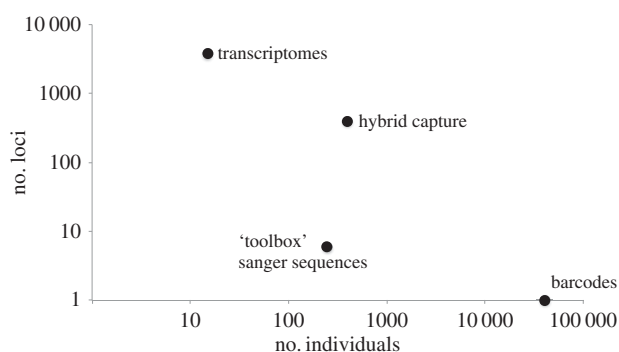 10 000
transcriptomes
1000
hybrid capture
no. loci
100
10
‘toolbox’
sanger sequences
barcodes
1
10
100
1000
10 000
100 000
no. individuals